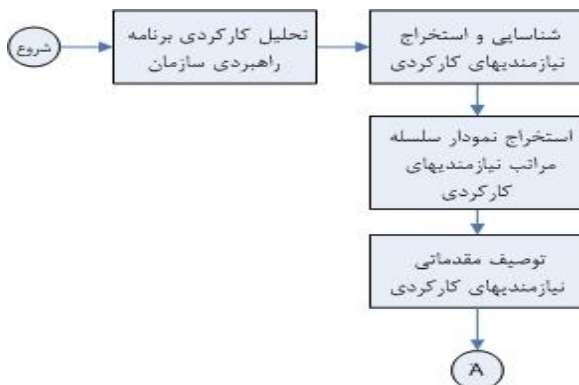 شروع
تحلیل کارکردی برنامه
راهبردی سازمان
شناسایی و استخراج
نیازمندیهای کارکردی
استخراج نمودار سلسله
مراتب نیازمندیهای
کارکردی
توصیف مقدماتی
نیازمندیهای کارکردی
A